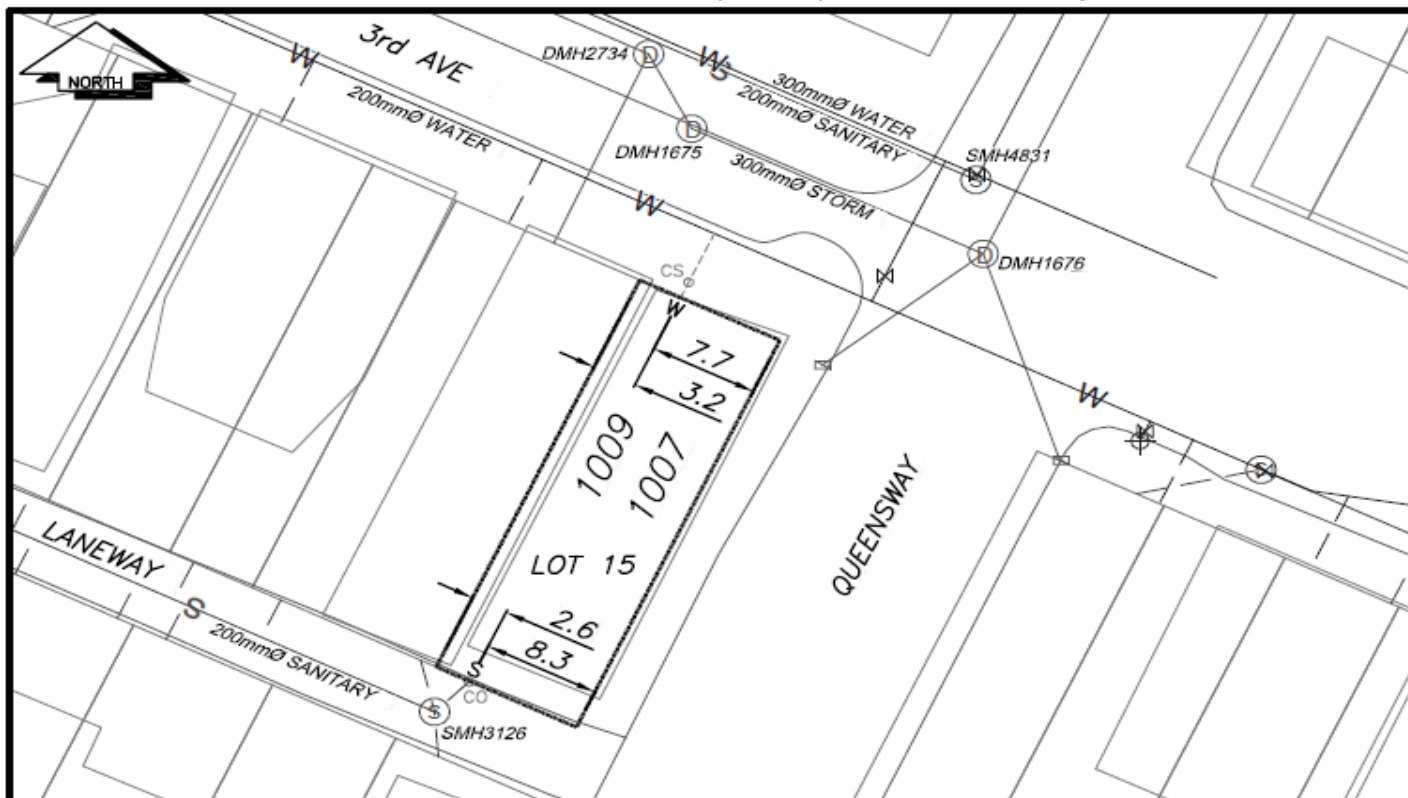 3rd AVE
DMH2734
W
W
S
300mmØ WATER
200mmØ SANITARY
NORTH
200mmØ WATER
DMH1675
SMH4831
S
D
D
300mmØ STORM
W
D
DMH1676
CS
W
7.7
3.2
W
1009
1007
S
QUEENSWAY
LANEWAY
LOT 15
S
2.6
8.3
200mmØ SANITARY
S
CO
S
SMH3126